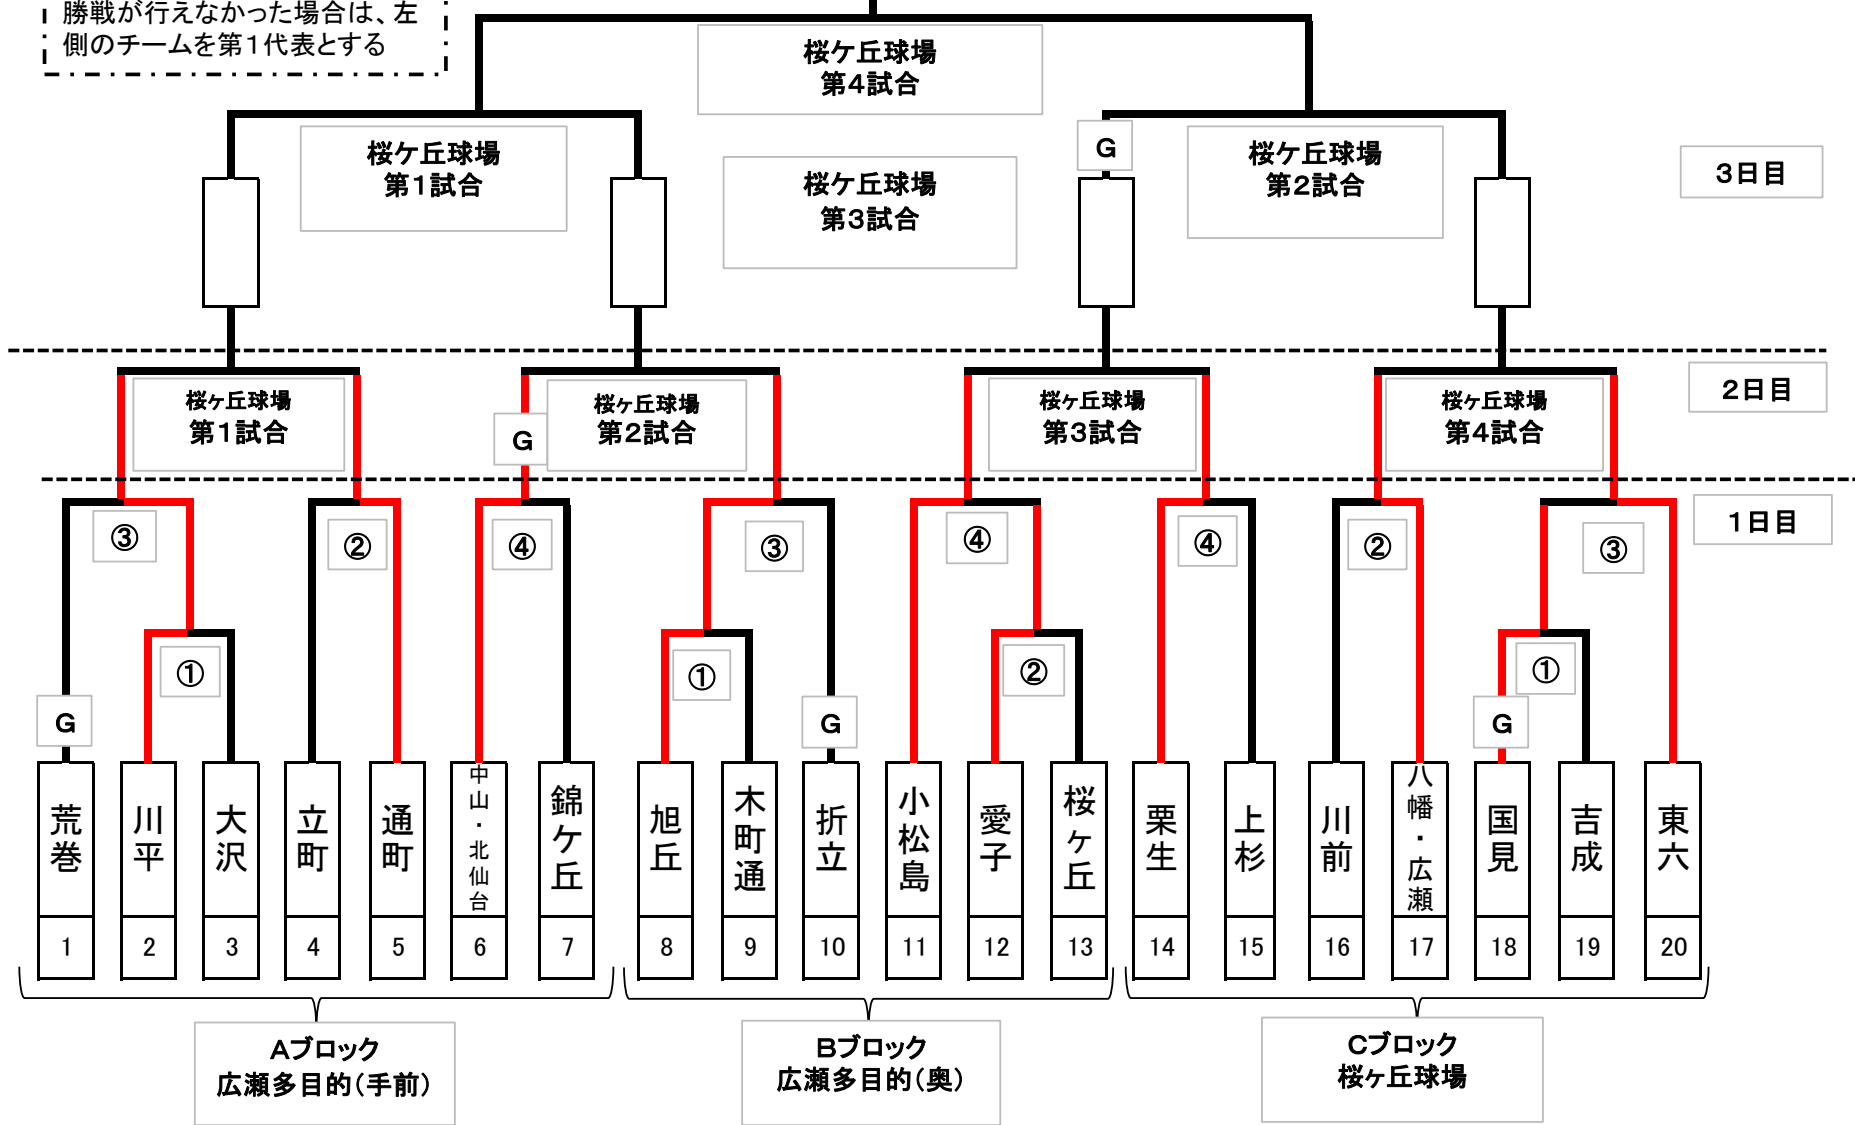 勝戦が行えなかった場合は、左
側のチームを第１代表とする
桜ケ丘球場
第４試合
桜ケ丘球場
第１試合
桜ケ丘球場
第３試合
G
桜ケ丘球場
第２試合
３日目
桜ヶ丘球場
第１試合
G
桜ヶ丘球場
第２試合
桜ヶ丘球場
第３試合
桜ヶ丘球場
第４試合
２日目
１日目
③
②
④
③
④
④
②
③
①
①
②
①
G
G
G
荒巻
川平
大沢
立町
通町
中山・北仙台
錦ケ丘
旭丘
木町通
折立
小松島
愛子
桜ヶ丘
栗生
上杉
川前
八幡・広瀬
国見
吉成
東六
1
2
3
4
5
6
7
8
9
10
11
12
13
14
15
16
17
18
19
20
Aブロック
広瀬多目的（手前）
Bブロック
広瀬多目的（奥）
Cブロック
桜ヶ丘球場